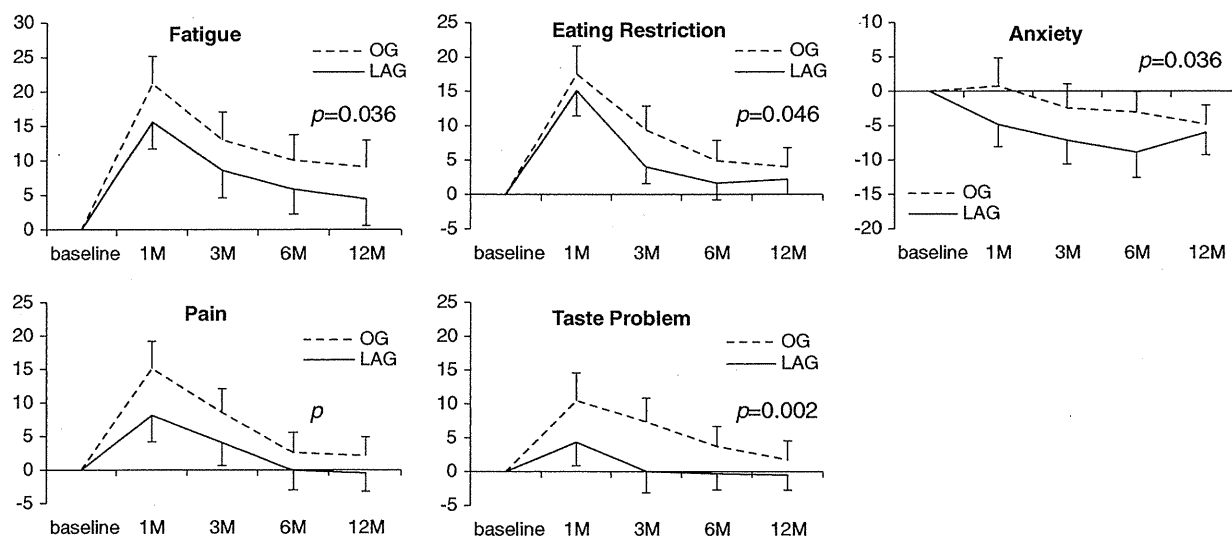 Fatigue
30
25
20
15
10
5
0
OG
LAG
p=0.036
baseline 1M 3M 6M 12M
Eating Restriction
25
20
15
10
5
0
-5
OG
LAG
p=0.046
baseline 1M 3M 6M 12M
Anxiety
10
5
0
-5
-10
-15
-20
p=0.036
OG
LAG
baseline 1M 3M 6M 12M
Pain
25
20
15
10
5
0
-5
OG
LAG
p
baseline 1M 3M 6M 12M
Taste Problem
25
20
15
10
5
0
-5
OG
LAG
p=0.002
baseline 1M 3M 6M 12M